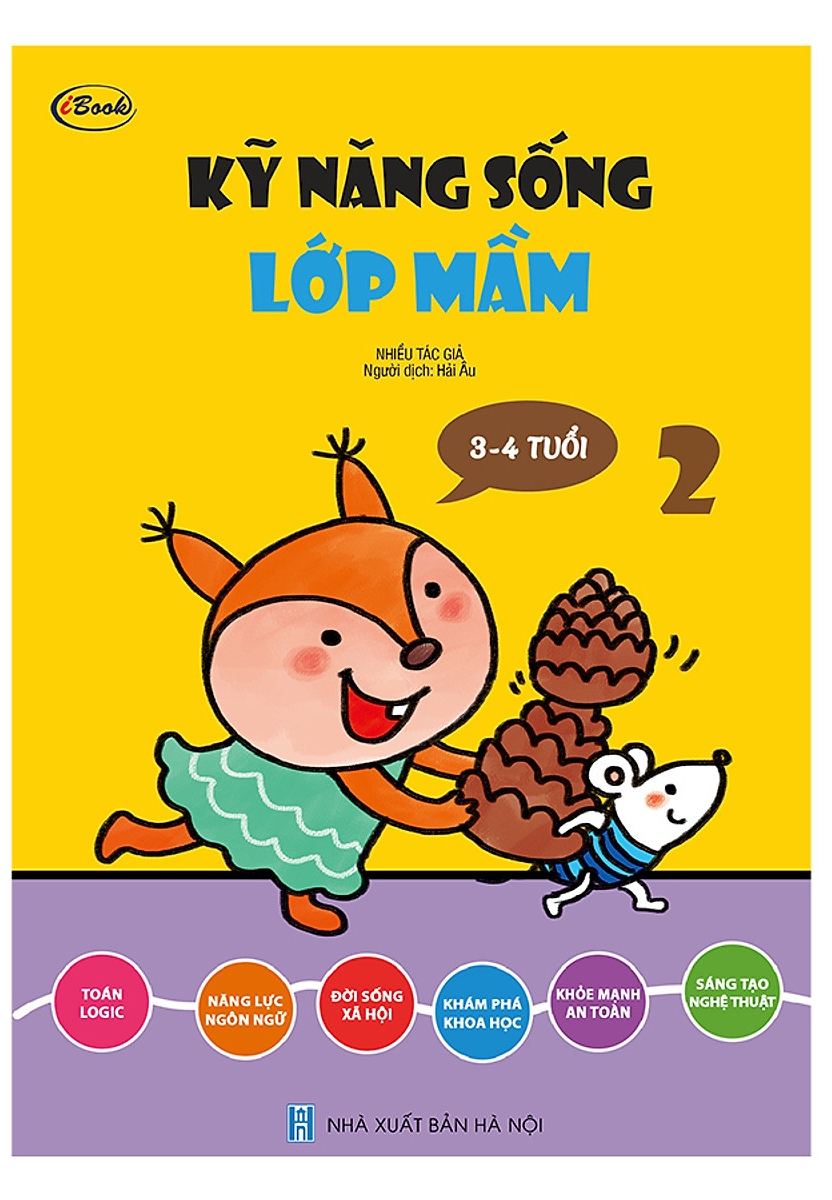 iBook
KỸ NĂNG SỐNG
LỚP MẦM
NHIỀU TÁC GIẢ
Người dịch: Hải Âu
3-4 TUỔI
2
TOÁN
LOGIC
NĂNG LỰC
NGÔN NGỮ
ĐỜI SỐNG
XÃ HỘI
KHÁM PHÁ
KHOA HỌC
KHỎE MẠNH
AN TOÀN
SÁNG TẠO
NGHỆ THUẬT
NHÀ XUẤT BẢN HÀ NỘI